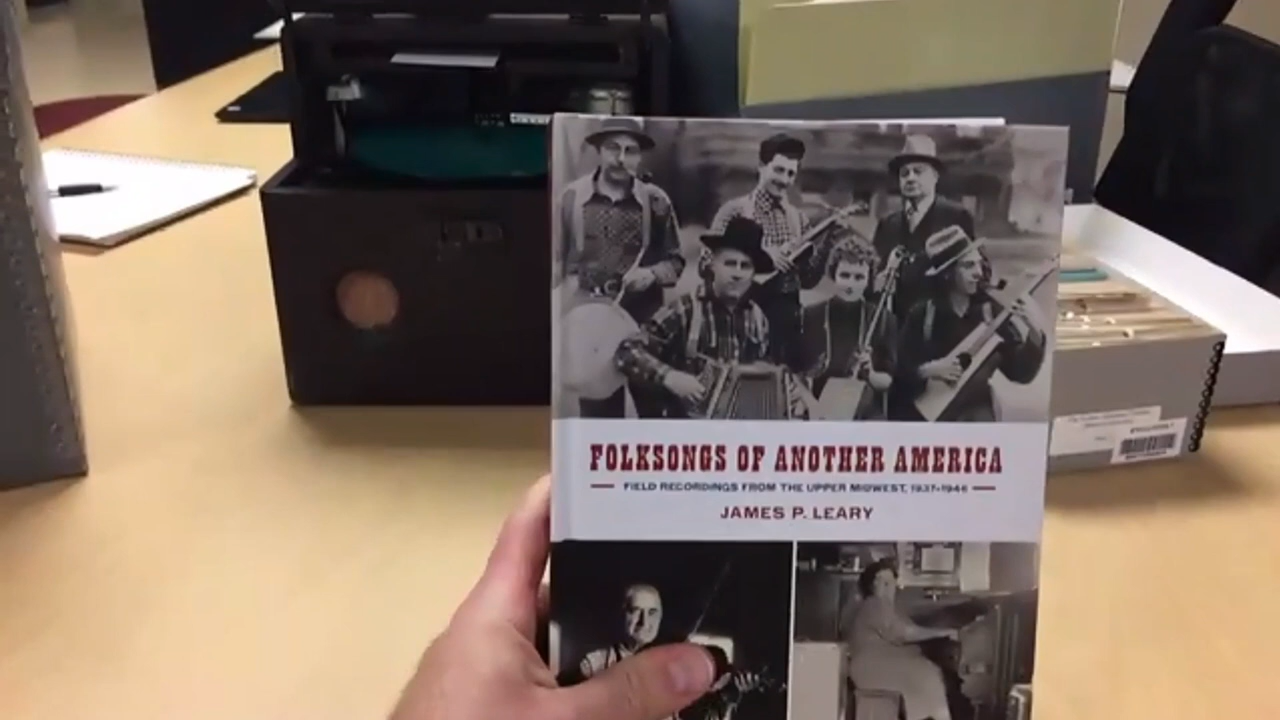 FOLKSONGS OF ANOTHER AMERICA
FIELD RECORDINGS FROM THE UPPER MIDWEST, 1937-1946
JAMES P. LEARY